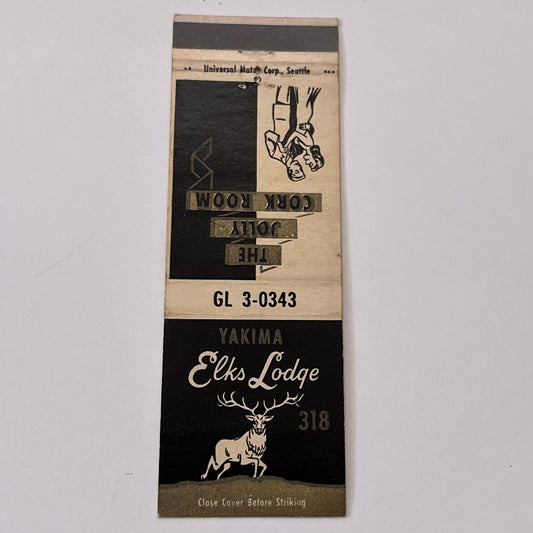 Universal Match Corp., Seattle
THE
JOLLY
CORK ROOM
GL 3-0343
YAKIMA
Elks Lodge
318
Close Cover Before Striking